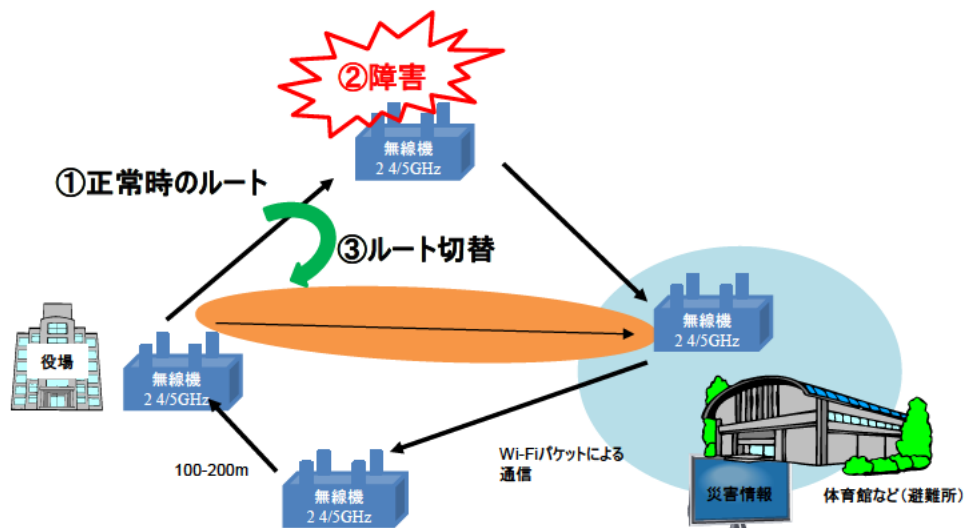 ②障害
無線機
2 4/5GHz
①正常時のルート
③ルート切替
無線機
2 4/5GHz
役場
無線機
2 4/5GHz
Wi-Fiパケットによる
通信
100-200m
無線機
2 4/5GHz
災害情報
体育館など(避難所)